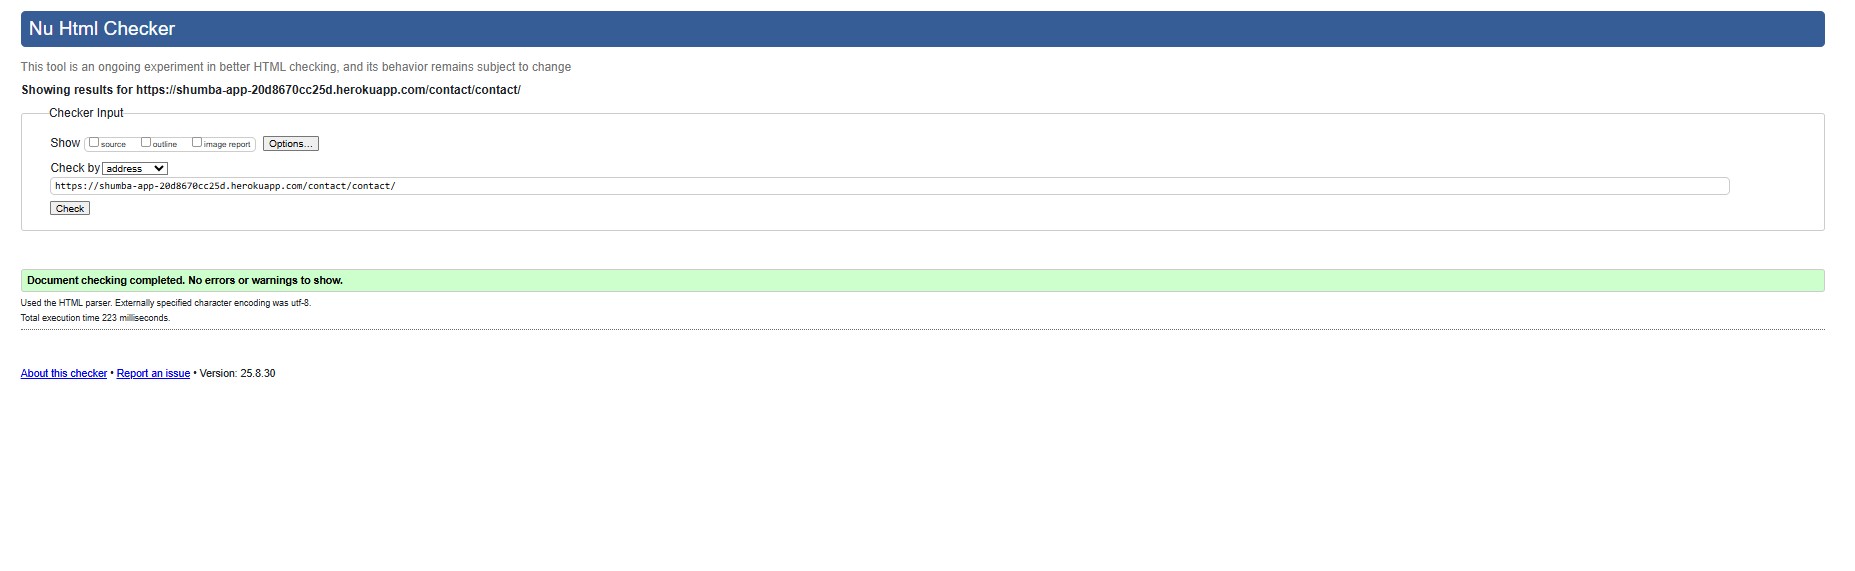 Nu Html Checker
This tool is an ongoing experiment in better HTML checking, and its behavior remains subject to change
Showing results for https://shumba-app-20d8670cc25d.herokuapp.com/contact/contact/
Checker Input
Show source outline image report Options...
Check by address
https://shumba-app-20d8670cc25d.herokuapp.com/contact/contact/
Check
Document checking completed. No errors or warnings to show.
Used the HTML parser. Externally specified character encoding was utf-8.
Total execution time 223 milliseconds.
About this checker • Report an issue • Version: 25.8.30